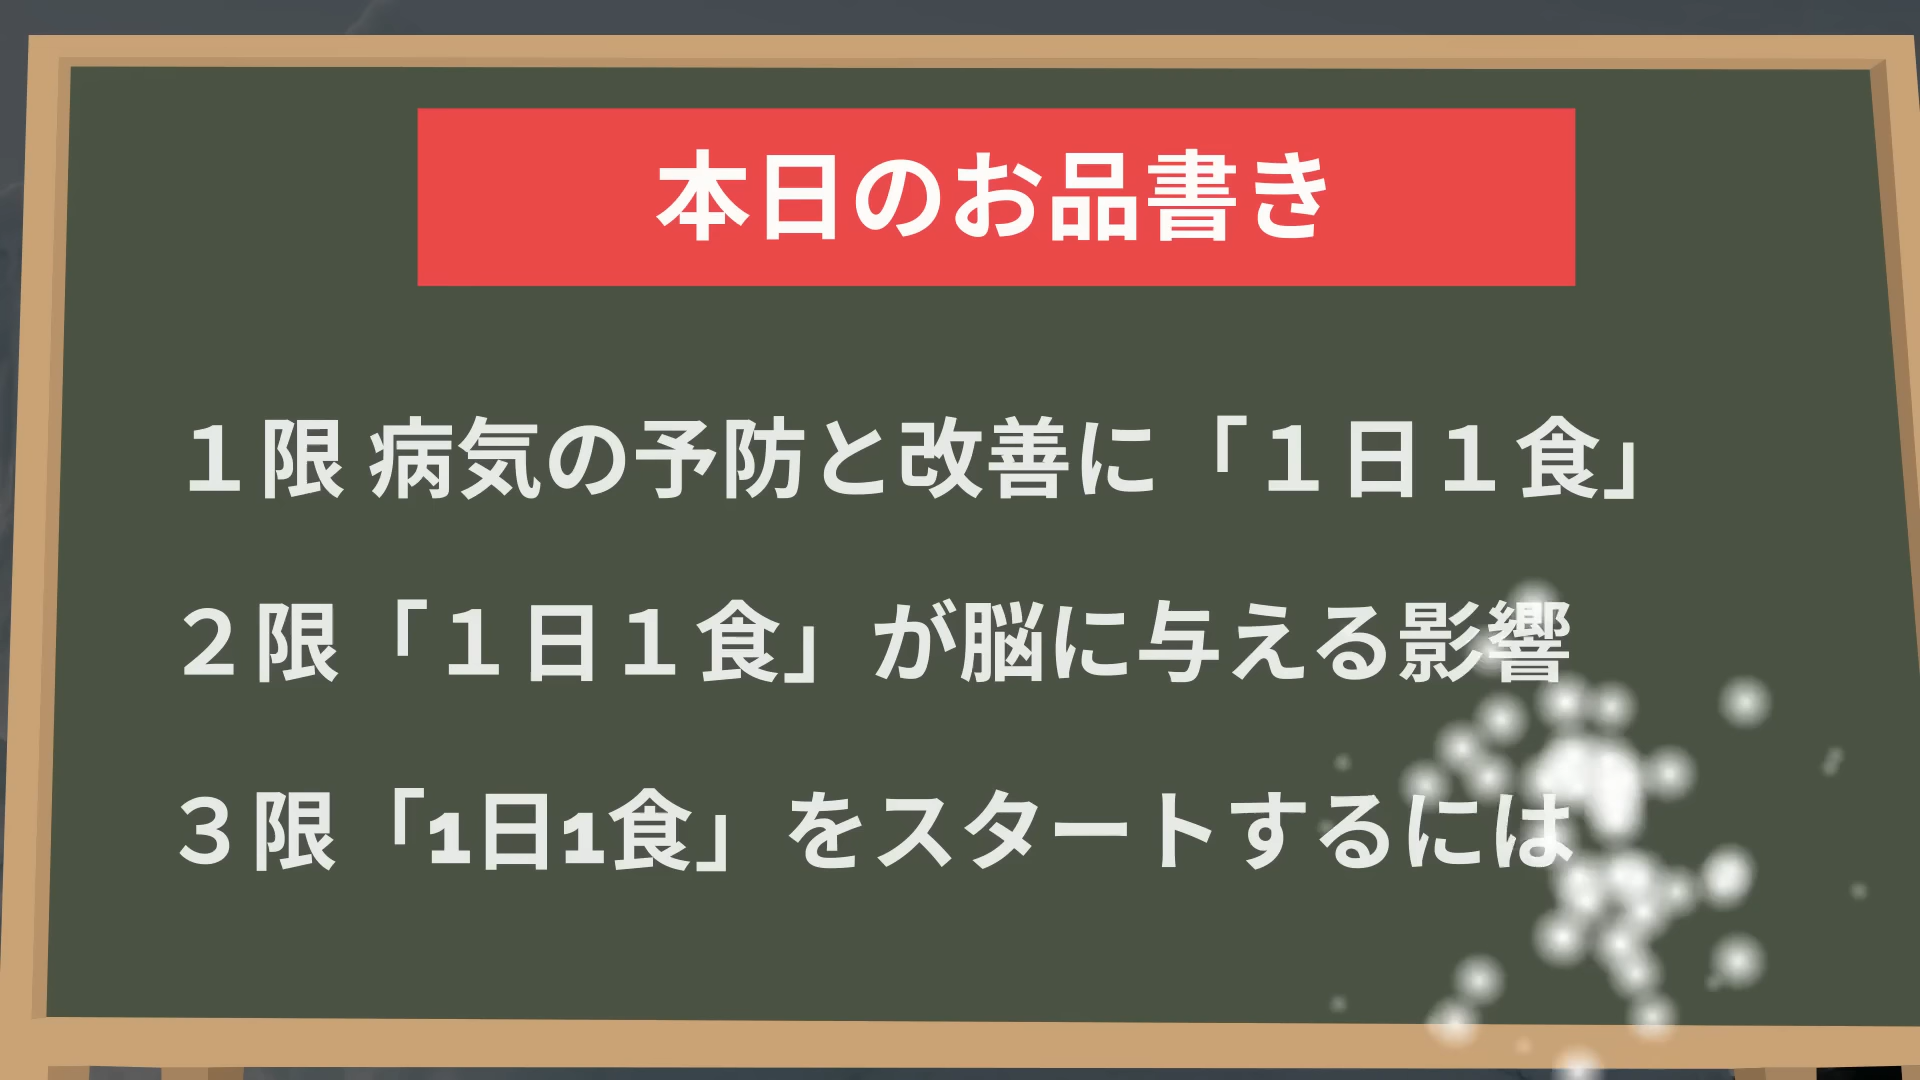 本日のお品書き
１限 病気の予防と改善に「１日１食」
２限「１日１食」が脳に与える影響
３限「1日1食」をスタートするには